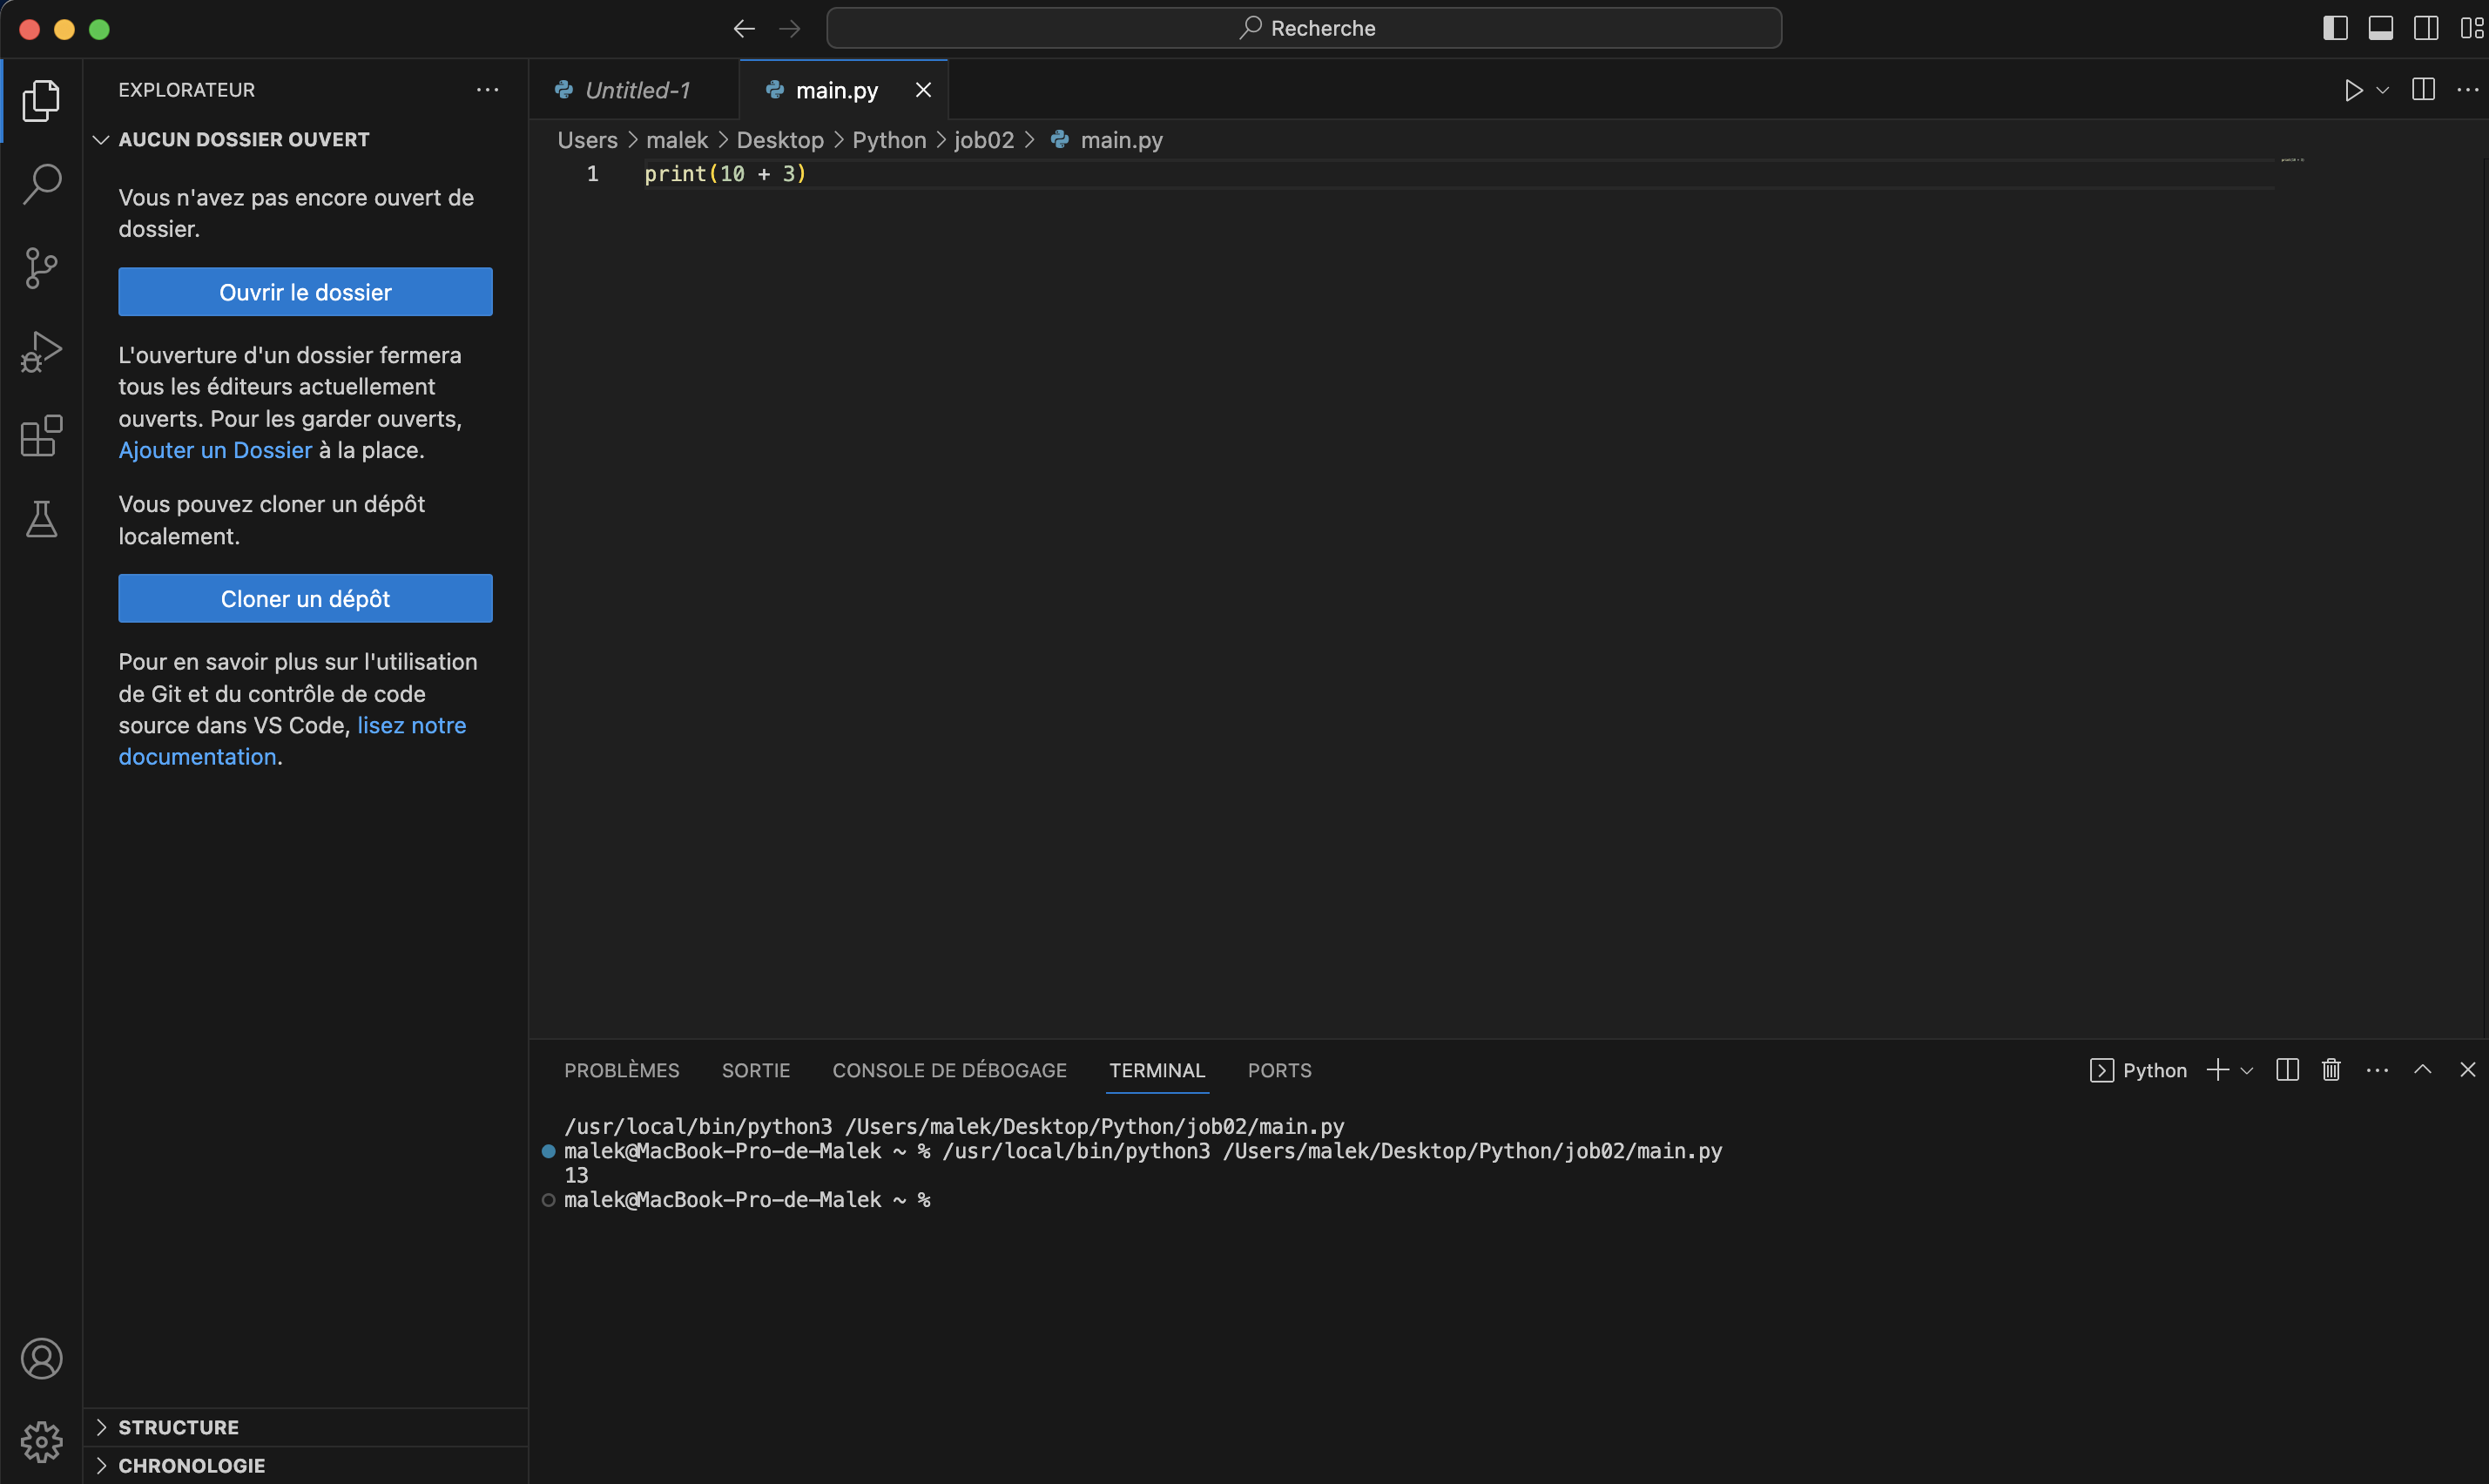 Recherche
EXPLORATEUR
AUCUN DOSSIER OUVERT
Vous n'avez pas encore ouvert de
dossier.
Ouvrir le dossier
L'ouverture d'un dossier fermera
tous les éditeurs actuellement
ouverts. Pour les garder ouverts,
Ajouter un Dossier à la place.
Vous pouvez cloner un dépôt
localement.
Cloner un dépôt
Pour en savoir plus sur l'utilisation
de Git et du contrôle de code
source dans VS Code, lisez notre
documentation.
STRUCTURE
CHRONOLOGIE
Untitled-1 main.py
Users > malek > Desktop > Python > job02 > main.py
1 print(10 + 3)
PROBLÈMES SORTIE CONSOLE DE DÉBOGAGE TERMINAL PORTS Python
/usr/local/bin/python3 /Users/malek/Desktop/Python/job02/main.py
malek@MacBook-Pro-de-Malek ~ % /usr/local/bin/python3 /Users/malek/Desktop/Python/job02/main.py
13
malek@MacBook-Pro-de-Malek ~ %